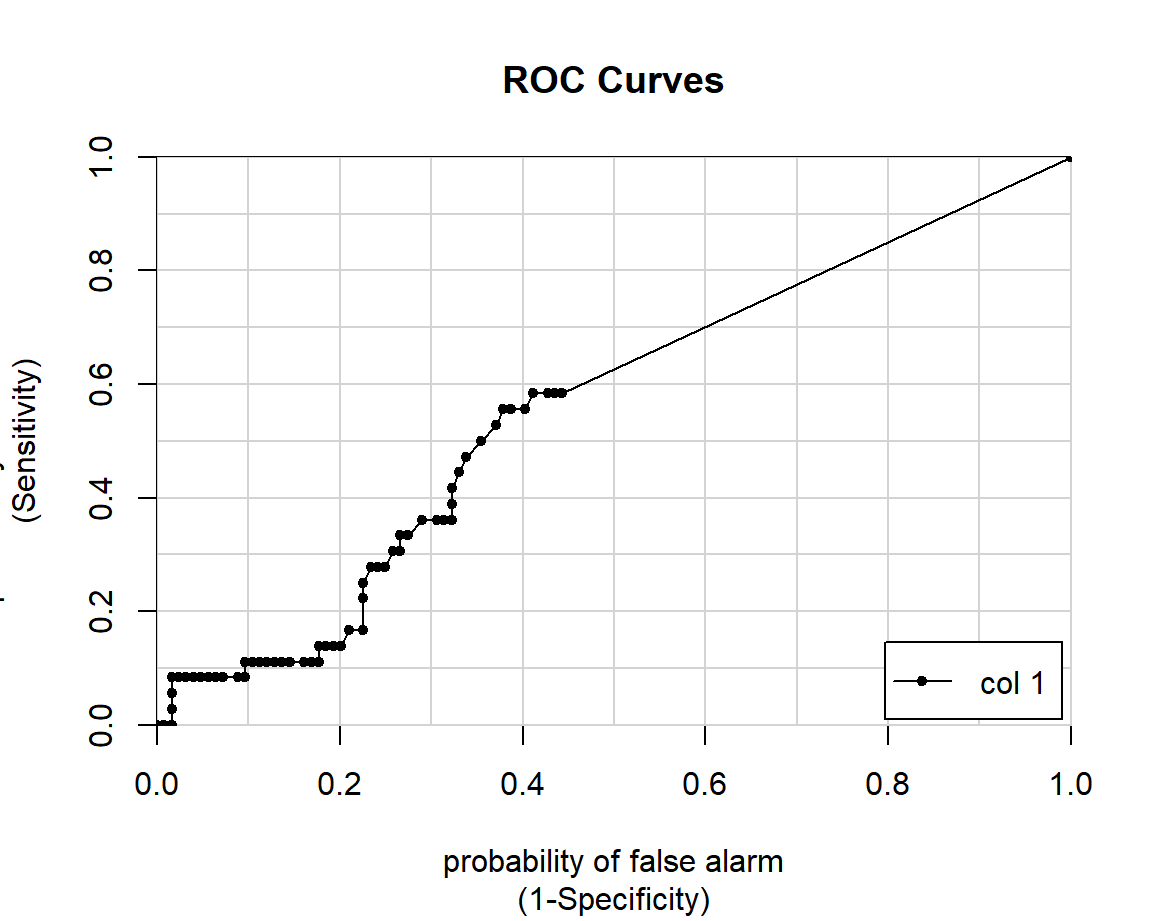 ROC Curves
(Sensitivity)
1.0
0.8
0.6
0.4
0.2
0.0
col 1
0.0 0.2 0.4 0.6 0.8 1.0
probability of false alarm
(1-Specificity)